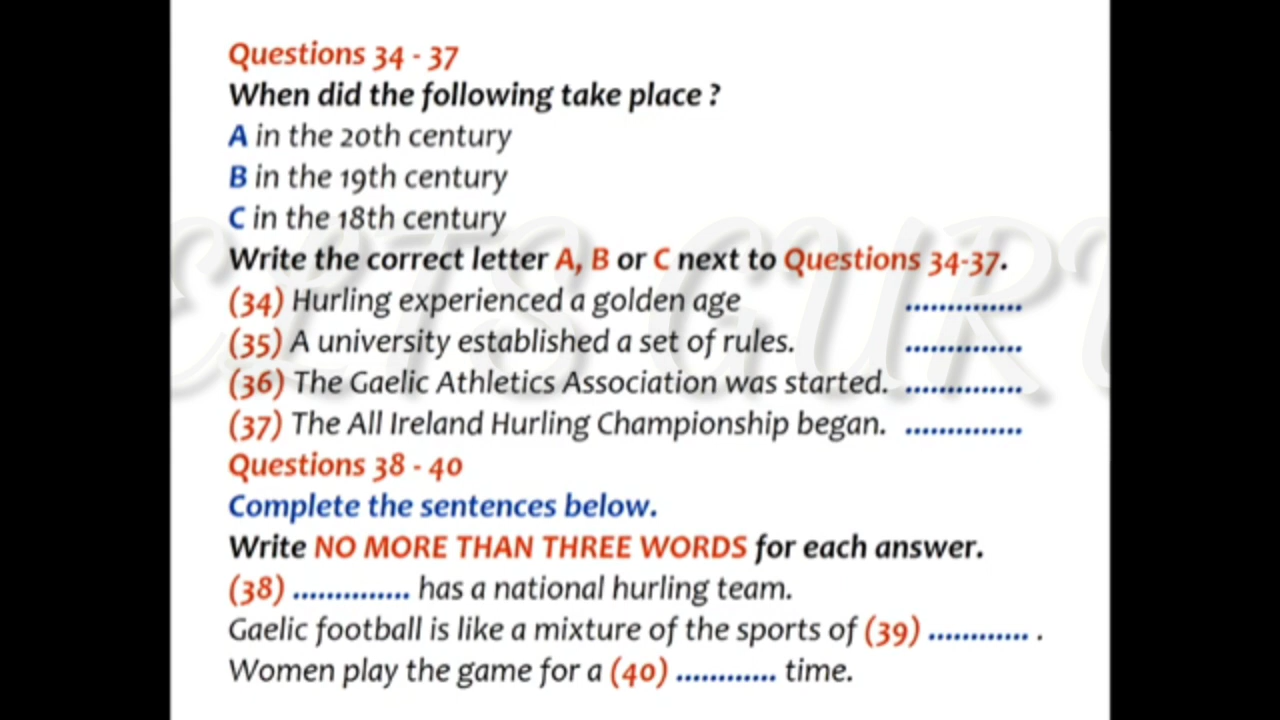 Questions 34 - 37
When did the following take place ?
A in the 20th century
B in the 19th century
C in the 18th century
Write the correct letter A, B or C next to Questions 34-37.
(34) Hurling experienced a golden age ..............
(35) A university established a set of rules. ..............
(36) The Gaelic Athletics Association was started. ..............
(37) The All Ireland Hurling Championship began. ..............
Questions 38 - 40
Complete the sentences below.
Write NO MORE THAN THREE WORDS for each answer.
(38) .............. has a national hurling team.
Gaelic football is like a mixture of the sports of (39) ............ .
Women play the game for a (40) ............ time.